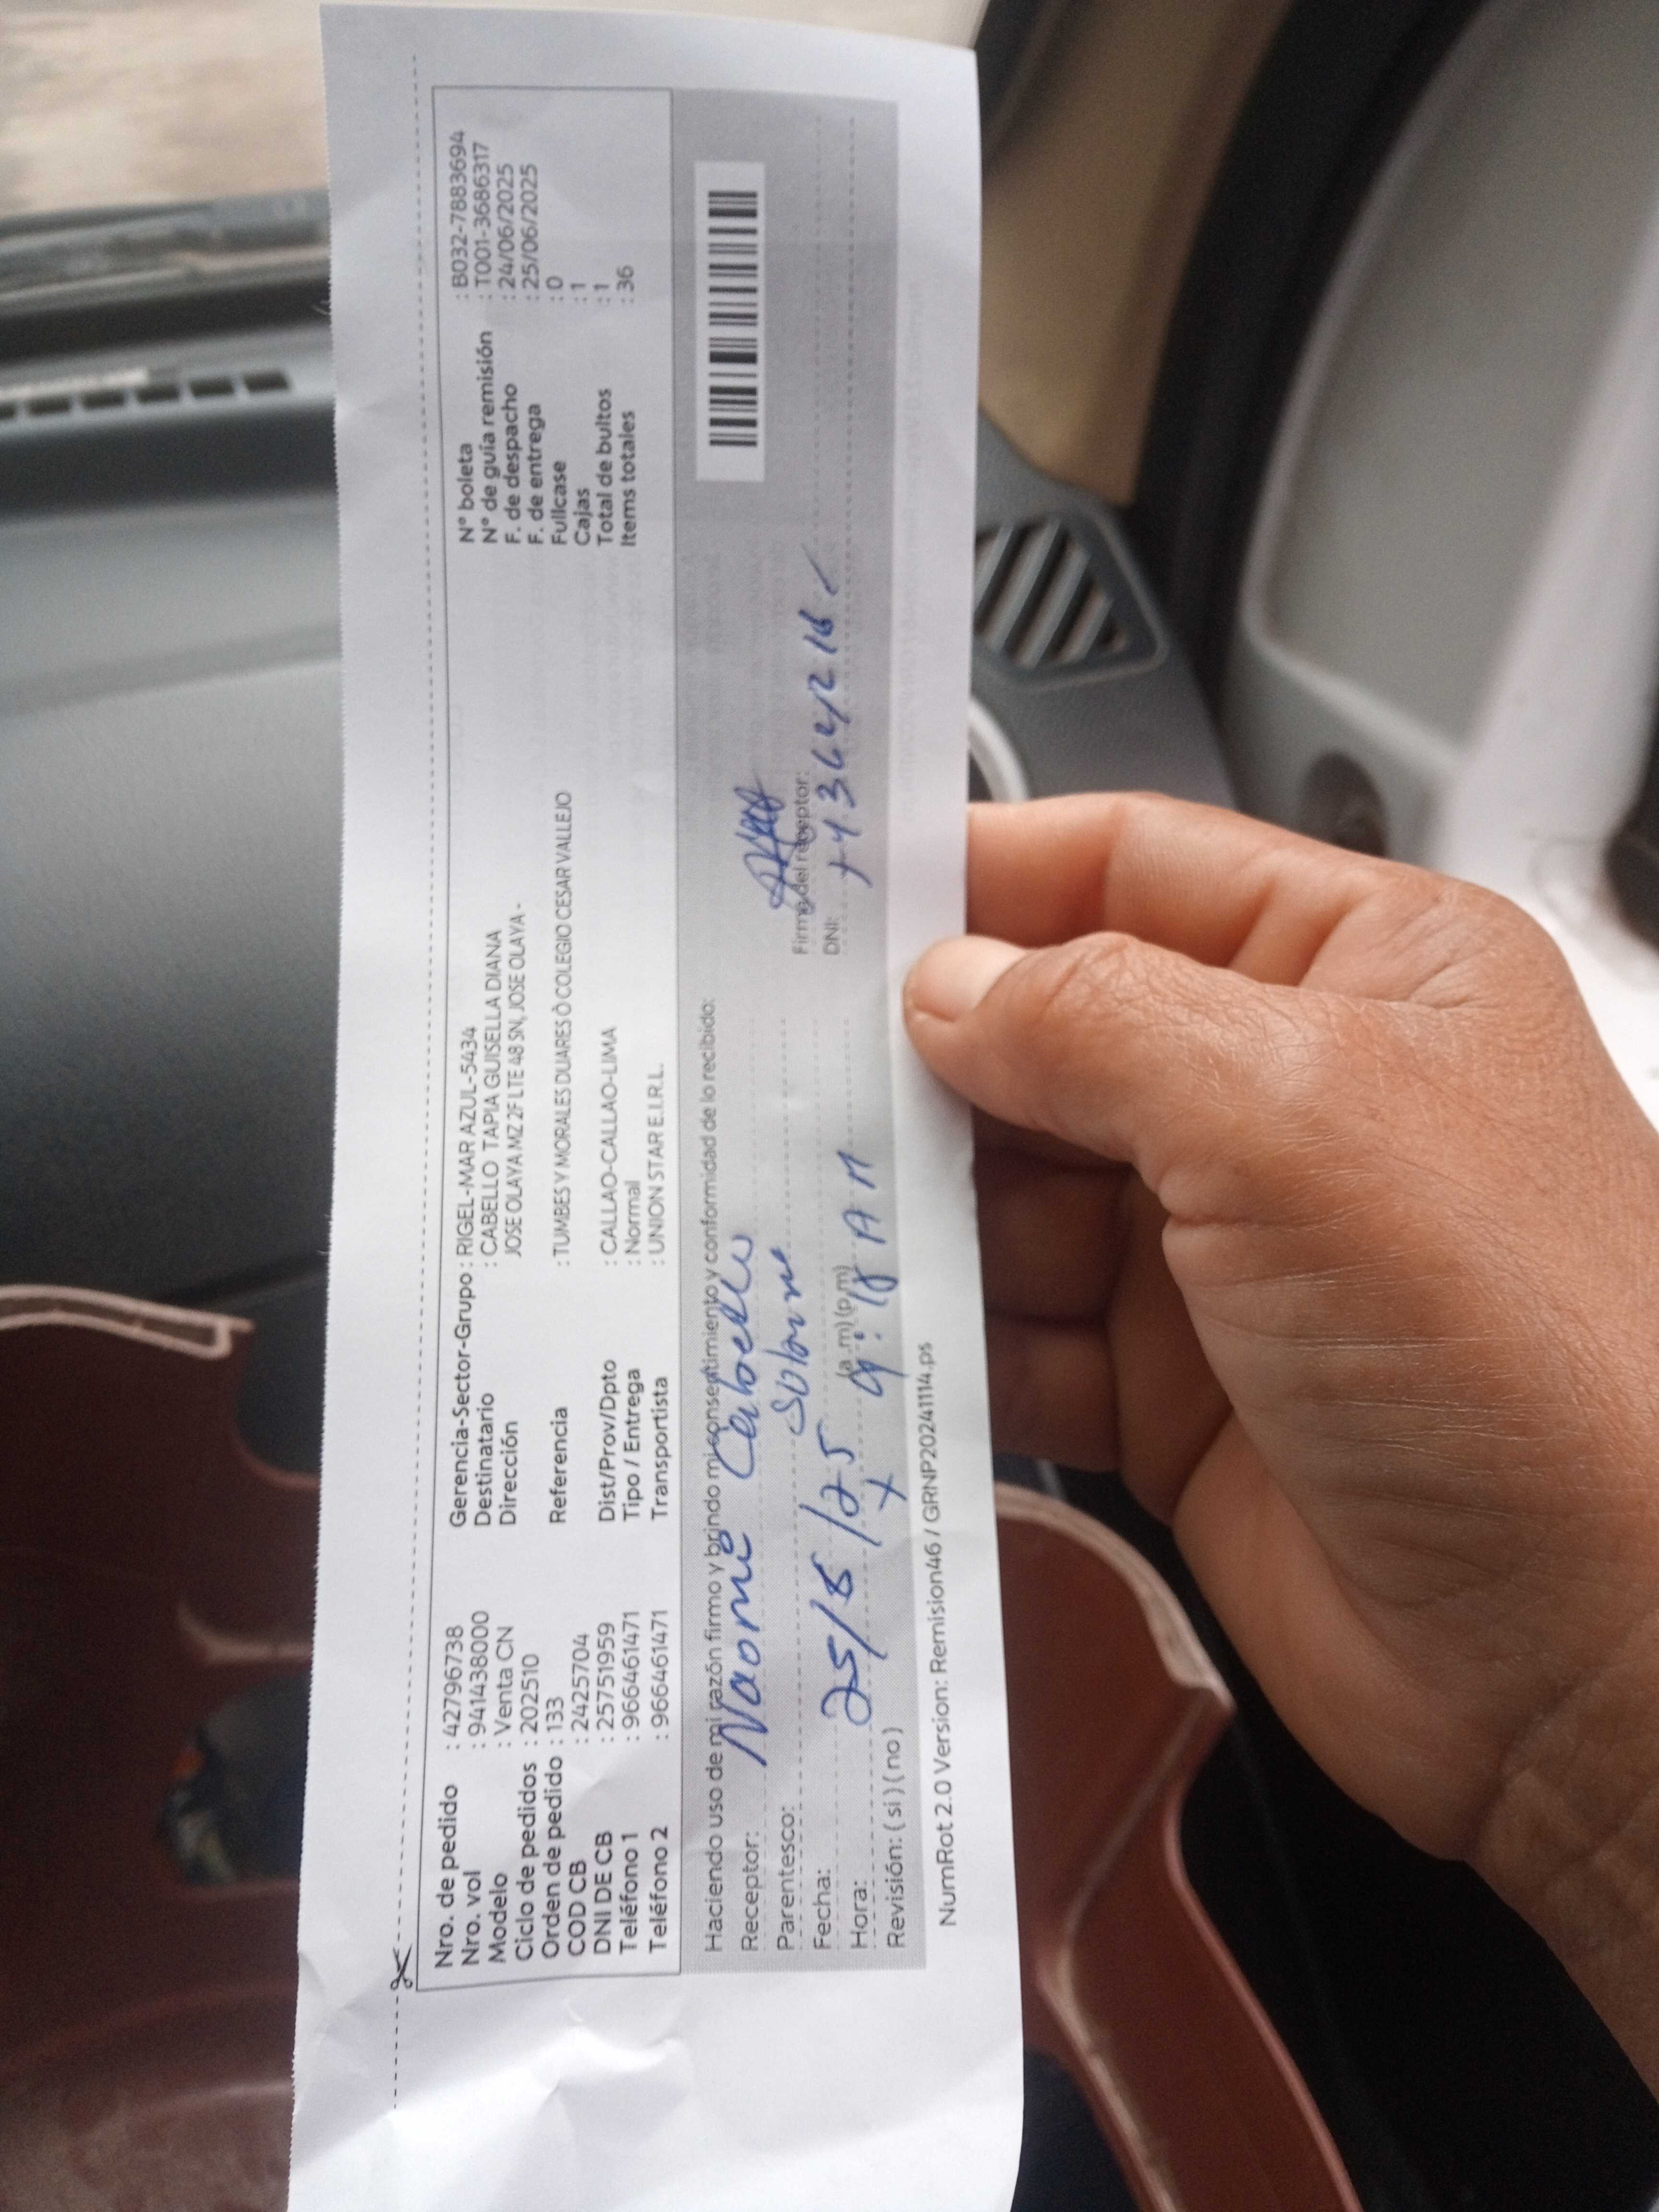 Nro. de pedido : 42796738
Nro. vol : 941438000
Modelo : Venta CN
Ciclo de pedidos : 202510
Orden de pedido : 133
COD CB : 2425704
DNI DE CB : 25751959
Teléfono 1 : 966461471
Teléfono 2 : 966461471
Gerencia-Sector-Grupo : RIGEL-MAR AZUL-5434
Destinatario : CABELLO TAPIA GUISELLA DIANA
Dirección JOSE OLAYA MZ 2F LTE 48 SN, JOSE OLAYA -
Referencia : TUMBES Y MORALES DUARES Ò COLEGIO CESAR VALLEJO
Dist/Prov/Dpto : CALLAO-CALLAO-LIMA
Tipo / Entrega : Normal
Transportista : UNION STAR E.I.R.L.
N° boleta : B032-7883694
N° de guía remisión : T001-3686317
F. de despacho : 24/06/2025
F. de entrega : 25/06/2025
Fullcase : 0
Cajas : 1
Total de bultos : 1
Items totales : 36
Haciendo uso de mi razón firmo y brindo mi consentimiento y conformidad de lo recibido:
Receptor: Naomé Cabello
Parentesco: Sobrina
Fecha: 25/6/25
Hora: (a.m) (p.m) AM
Revisión: ( si ) ( no )
Firma del receptor:
DNI:
NumRot 2.0 Version: Remision46 / GRNP20241114.ps